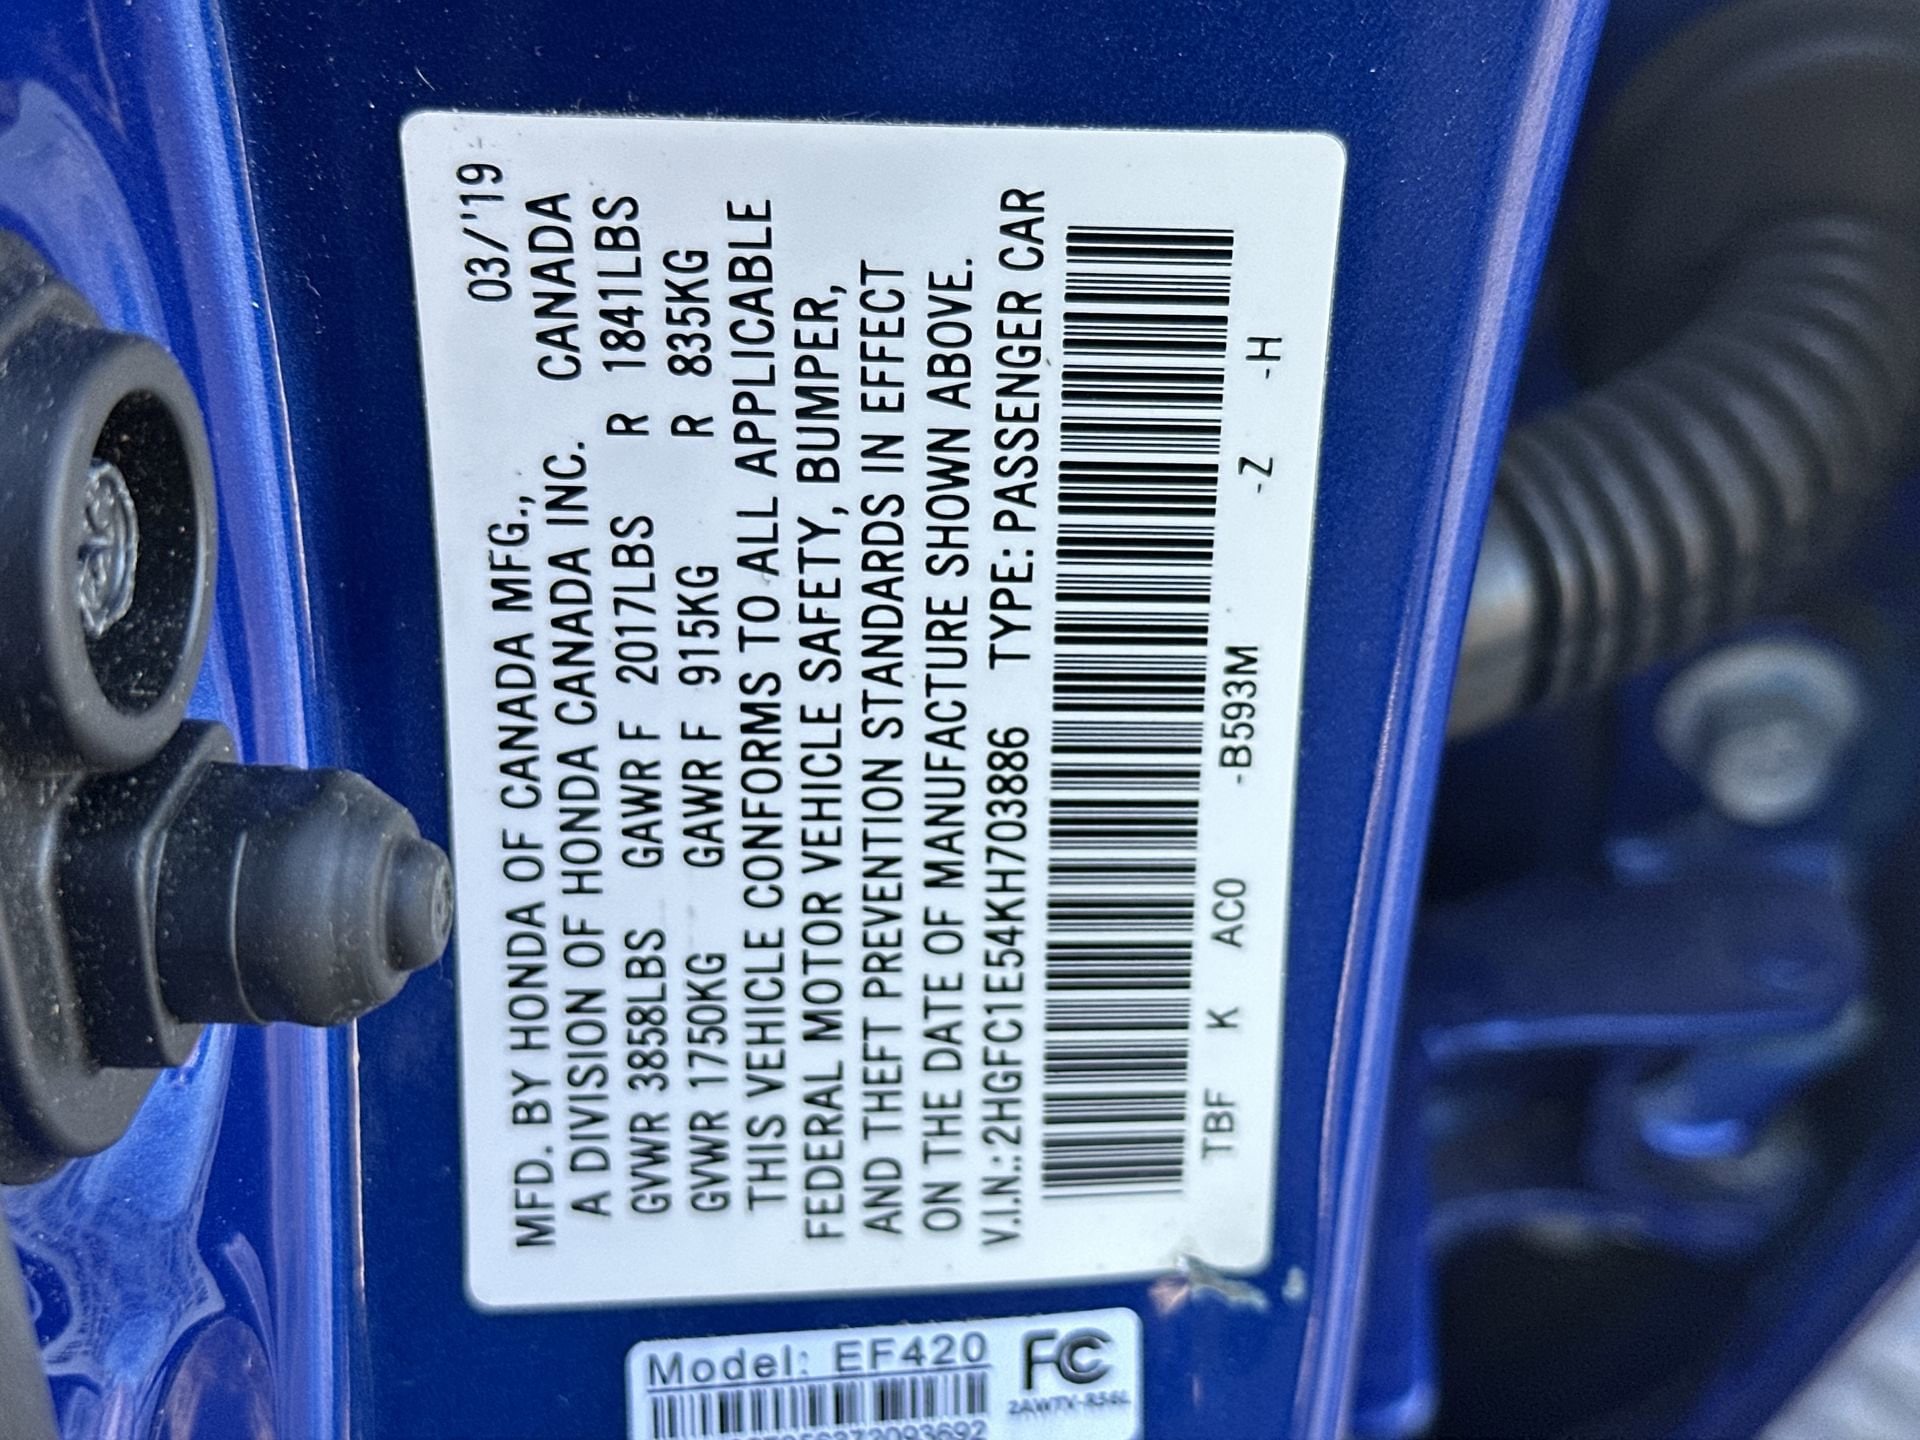 03/'19
MFD. BY HONDA OF CANADA MFG., CANADA
A DIVISION OF HONDA CANADA INC.
GVWR 3858LBS GAWR F 2017LBS R 1841LBS
GVWR 1750KG GAWR F 915KG R 835KG
THIS VEHICLE CONFORMS TO ALL APPLICABLE
FEDERAL MOTOR VEHICLE SAFETY, BUMPER,
AND THEFT PREVENTION STANDARDS IN EFFECT
ON THE DATE OF MANUFACTURE SHOWN ABOVE.
V.I.N.:2HGFC1E54KH703886 TYPE: PASSENGER CAR
TBF K AC0 -B593M -Z -H
Model: EF420
FC